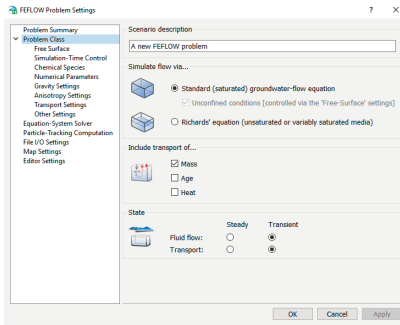 FEFLOW Problem Settings
?
Problem Summary
Problem Class
Free Surface
Simulation-Time Control
Chemical Species
Numerical Parameters
Gravity Settings
Anisotropy Settings
Transport Settings
Other Settings
Equation-System Solver
Particle-Tracking Computation
File I/O Settings
Map Settings
Editor Settings
Scenario description
A new FEFLOW problem
Simulate flow via...
Standard (saturated) groundwater-flow equation
Unconfined conditions [controlled via the 'Free-Surface' settings]
Richards' equation (unsaturated or variably saturated media)
Include transport of...
Mass
Age
Heat
State
Steady Transient
Fluid flow:
Transport:
OK Cancel Apply